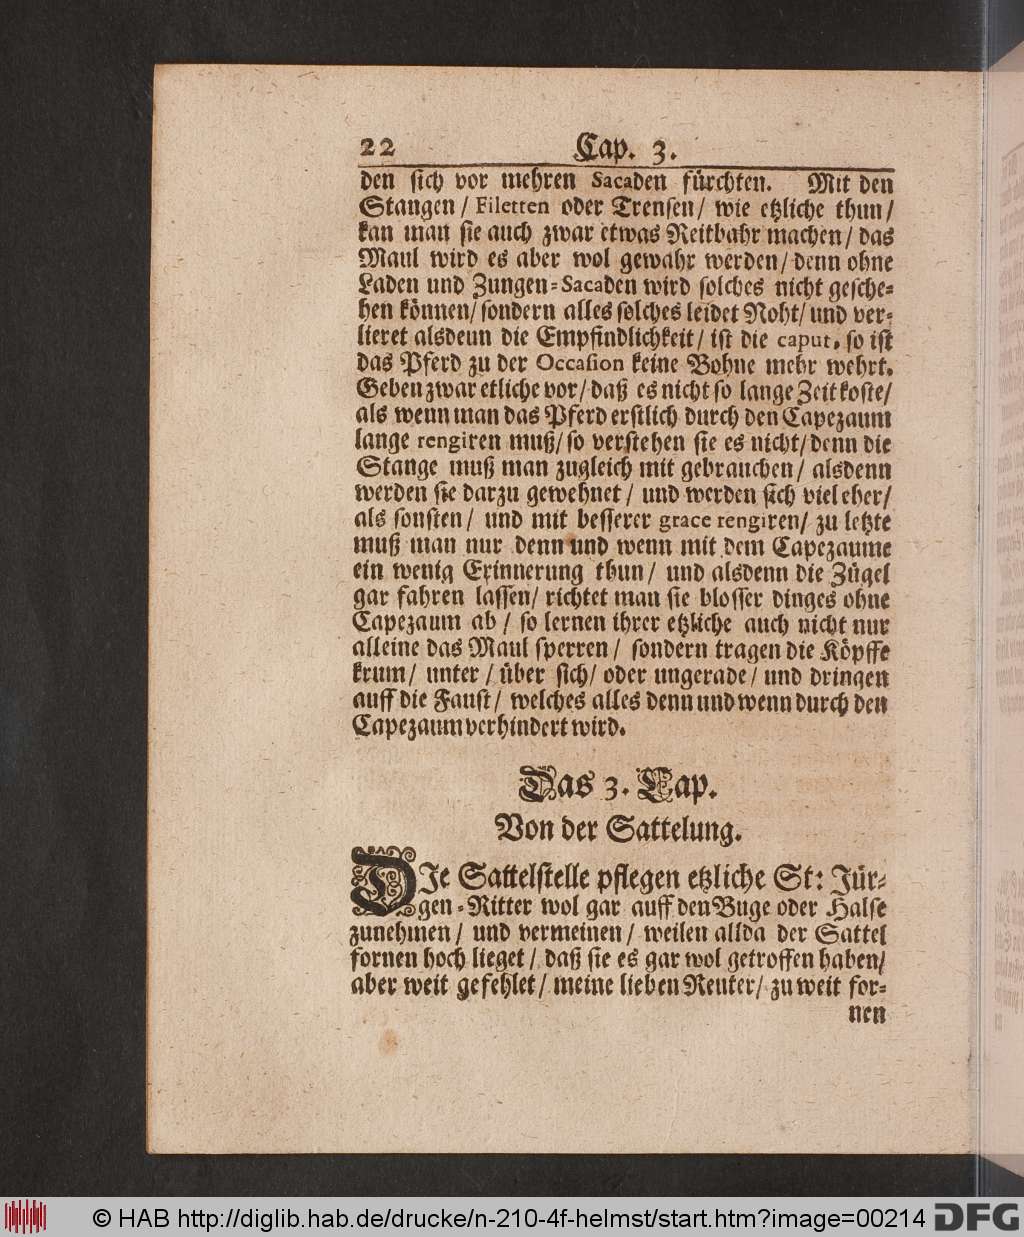 22 Cap. 3.
den sich vor mehren Sacaden fürchten. Mit den
Stangen / Filetten oder Trensen / wie etzliche thun /
kan man sie auch zwar etwas Reitbahr machen / das
Maul wird es aber wol gewahr werden / denn ohne
Laden und Zungen-Sacaden wird solches nicht gesche-
hen können / sondern alles solches leidet Noht / und ver-
lieret alsdenn die Empfindlichkeit / ist die caput, so ist
das Pferd zu der Occasion keine Bohne mehr wehrt.
Geben zwar etliche vor / daß es nicht so lange Zeit koste /
als wenn man das Pferd erstlich durch den Capezaum
lange rengiren muß / so verstehen sie es nicht / denn die
Stange muß man zugleich mit gebrauchen / alsdenn
werden sie darzu gewehnet / und werden sich viel eher /
als sonsten / und mit besserer grace rengiren / zu letzte
muß man nur denn und wenn mit dem Capezaume
ein wenig Erinnerung thun / und alsdenn die Zügel
gar fahren lassen / richtet man sie blosser dinges ohne
Capezaum ab / so lernen ihrer etzliche auch nicht nur
alleine das Maul sperren / sondern tragen die Köpffe
krum / unter / über sich / oder ungerade / und dringen
auff die Faust / welches alles denn und wenn durch den
Capezaum verhindert wird.
Das 3. Cap.
Von der Sattelung.
DIe Sattelstelle pflegen etzliche St: Jür-
gen-Ritter wol gar auff den Buge oder Halse
zunehmen / und vermeinen / weilen allda der Sattel
fornen hoch lieget / daß sie es gar wol getroffen haben /
aber weit gefehlet / meine lieben Reuter / zu weit for-
nen
© HAB http://diglib.hab.de/drucke/n-210-4f-helmst/start.htm?image=00214 DFG